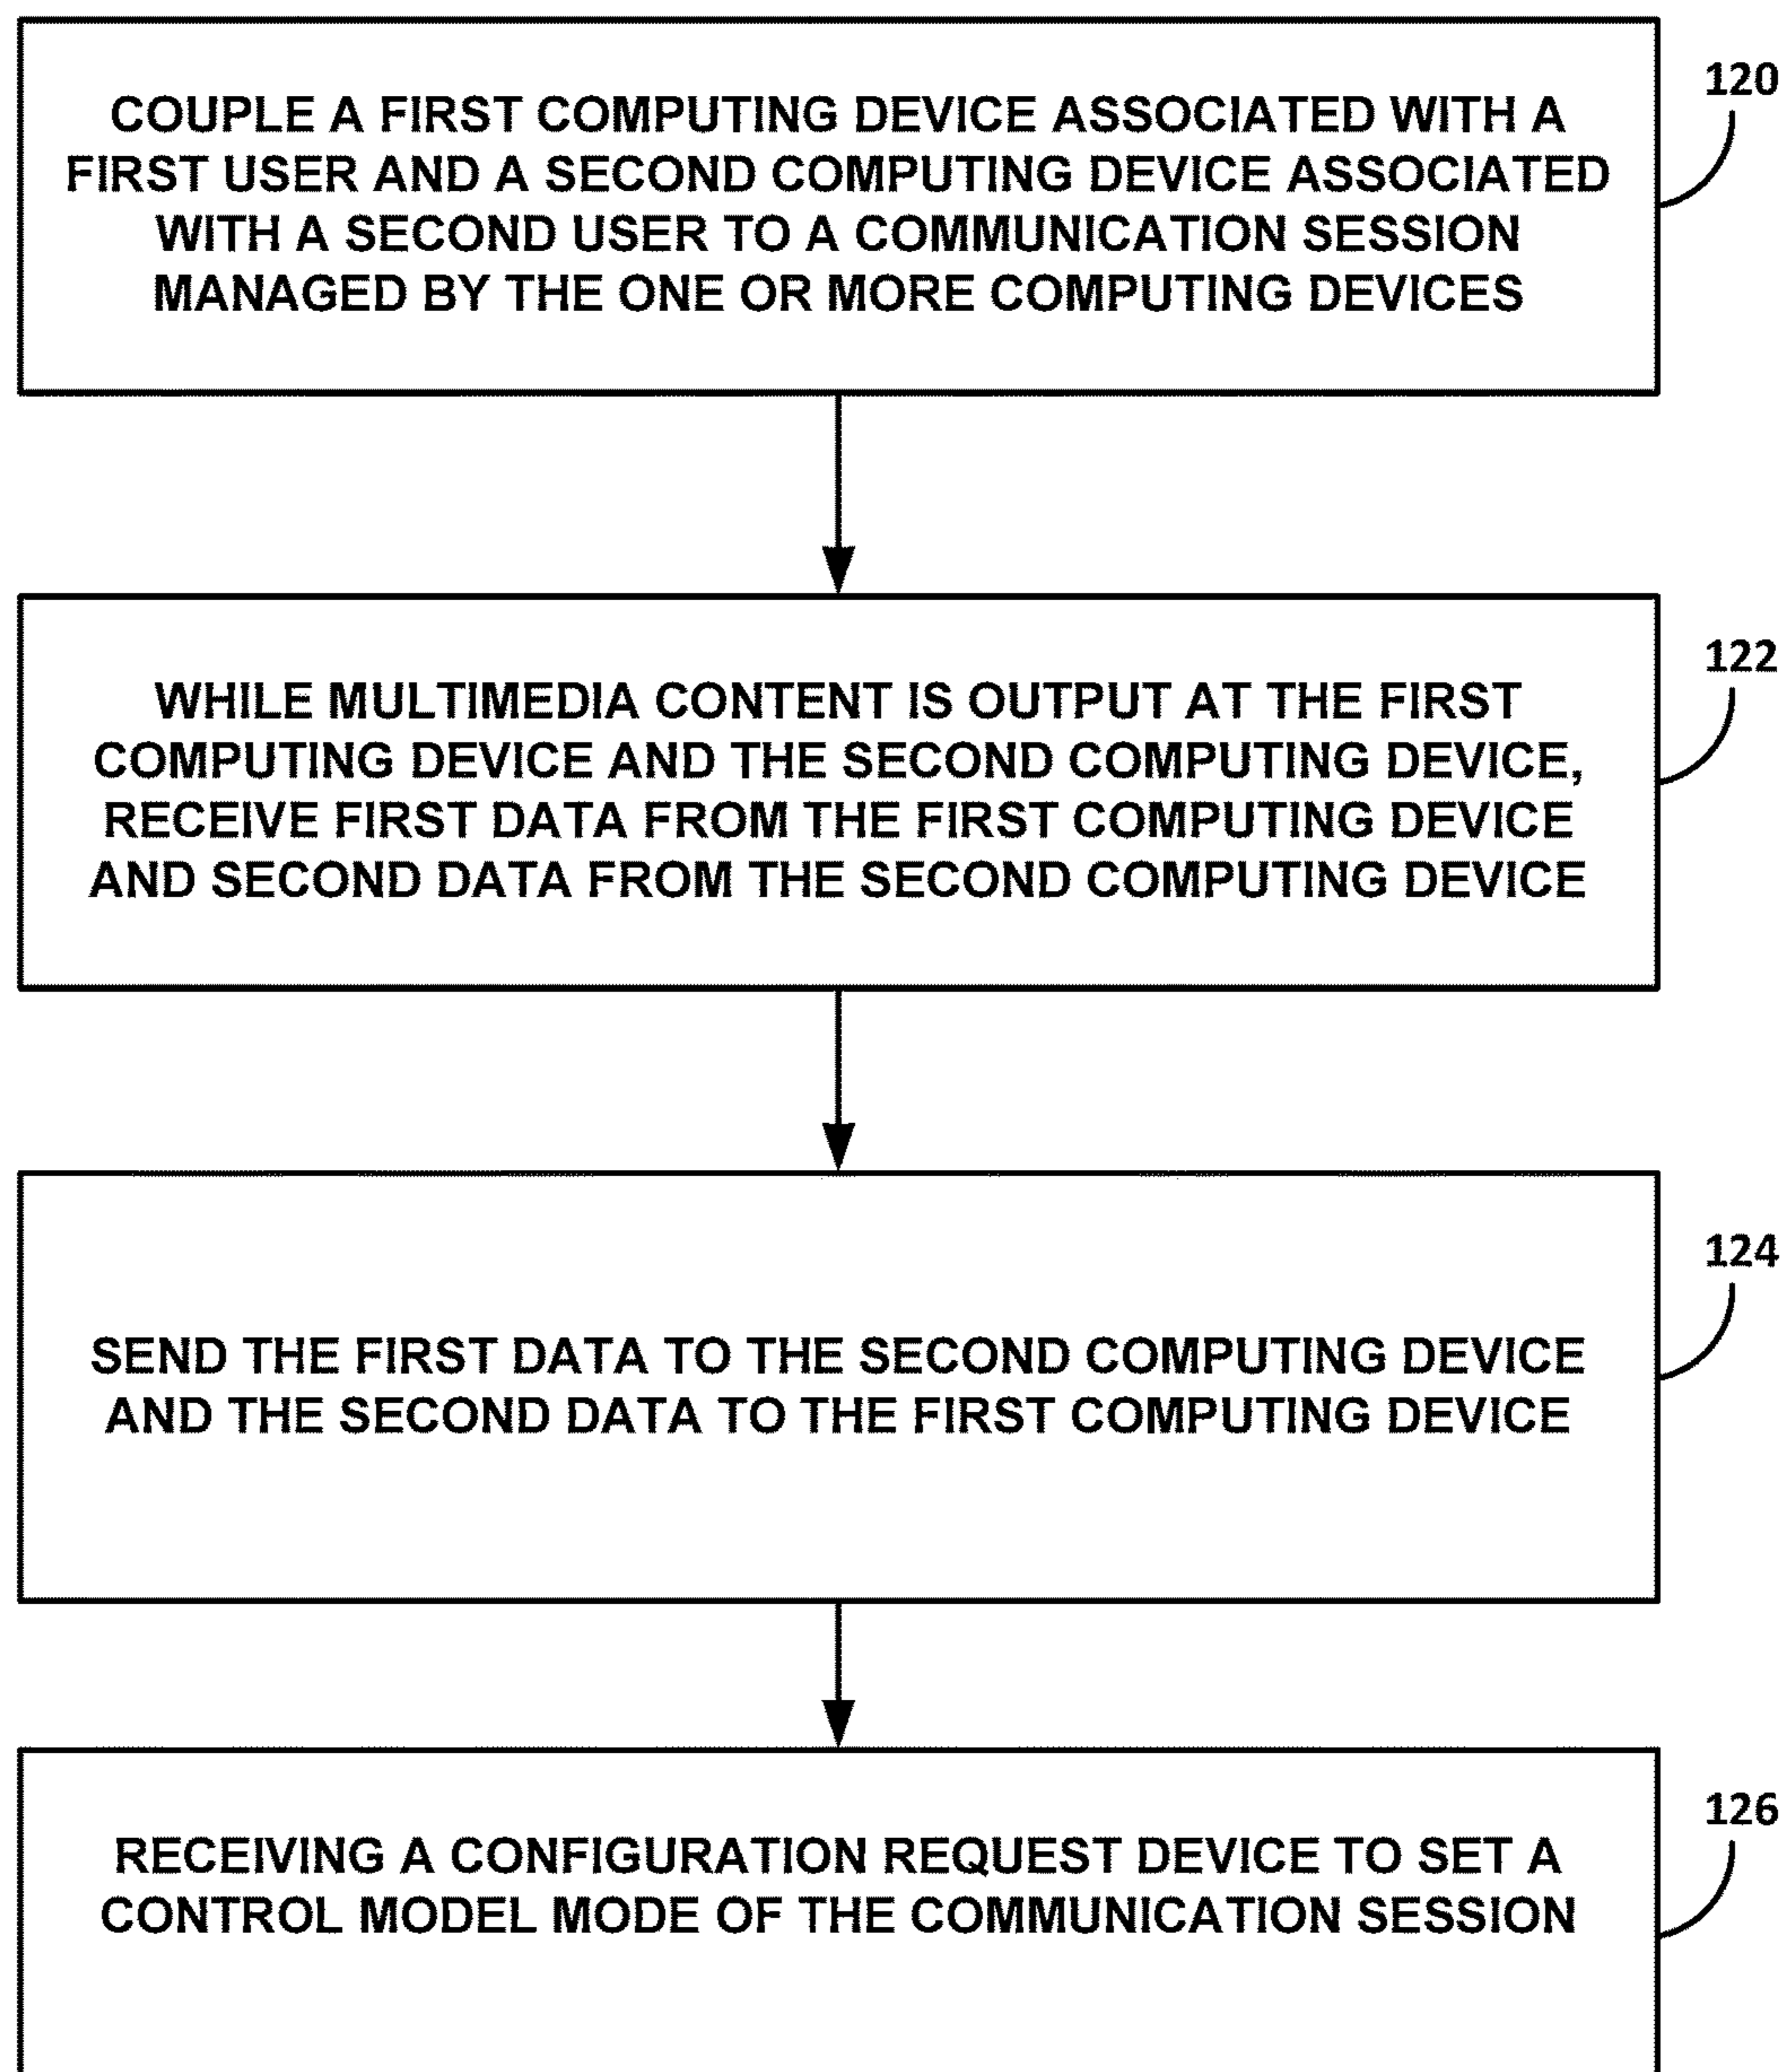 120
COUPLE A FIRST COMPUTING DEVICE ASSOCIATED WITH A
FIRST USER AND A SECOND COMPUTING DEVICE ASSOCIATED
WITH A SECOND USER TO A COMMUNICATION SESSION
MANAGED BY THE ONE OR MORE COMPUTING DEVICES
122
WHILE MULTIMEDIA CONTENT IS OUTPUT AT THE FIRST
COMPUTING DEVICE AND THE SECOND COMPUTING DEVICE,
RECEIVE FIRST DATA FROM THE FIRST COMPUTING DEVICE
AND SECOND DATA FROM THE SECOND COMPUTING DEVICE
124
SEND THE FIRST DATA TO THE SECOND COMPUTING DEVICE
AND THE SECOND DATA TO THE FIRST COMPUTING DEVICE
126
RECEIVING A CONFIGURATION REQUEST DEVICE TO SET A
CONTROL MODEL MODE OF THE COMMUNICATION SESSION